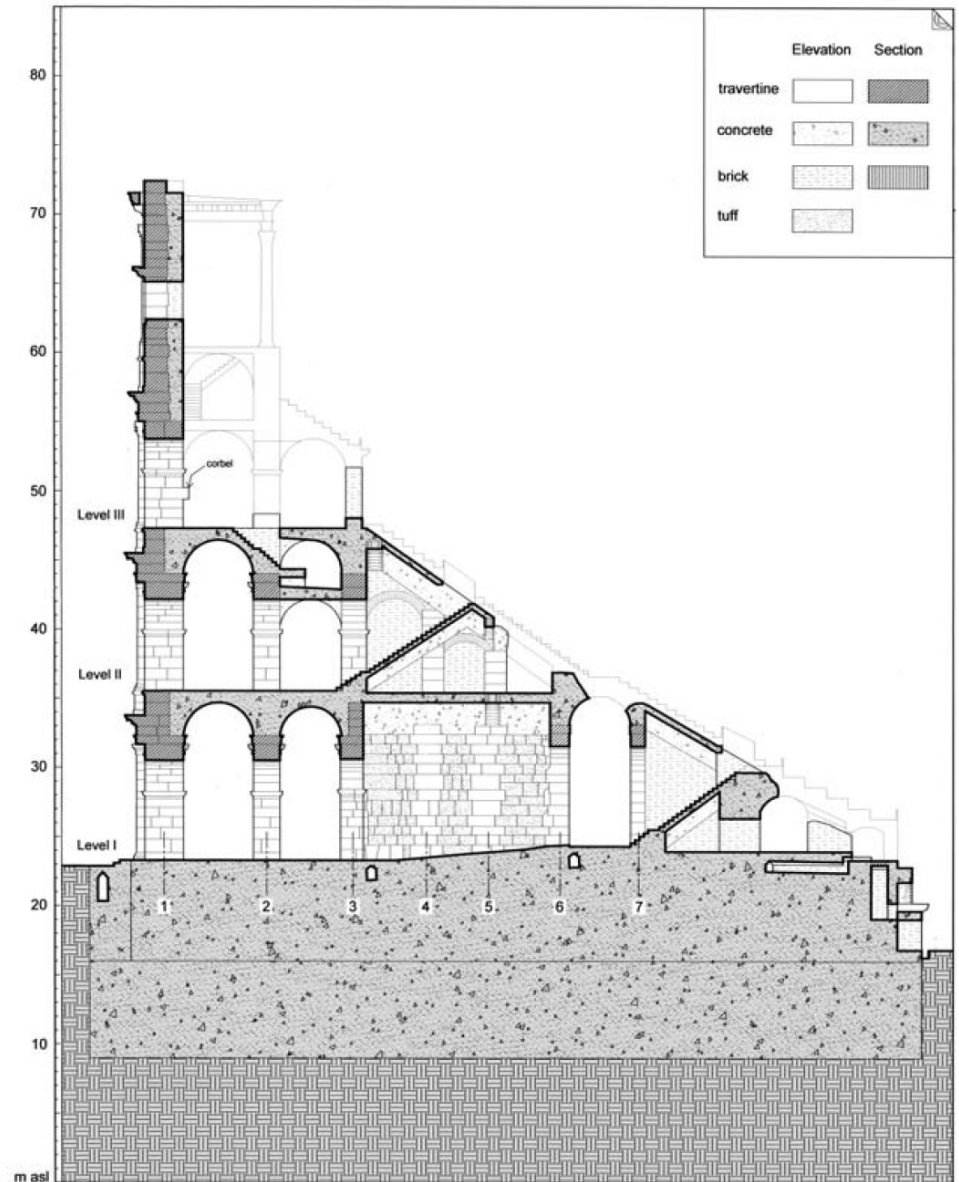 Elevation Section
travertine
concrete
brick
tuff
80
70
60
corbel
50
Level III
40
Level II
30
Level I
20
1 2 3 4 5 6 7
10
m asl